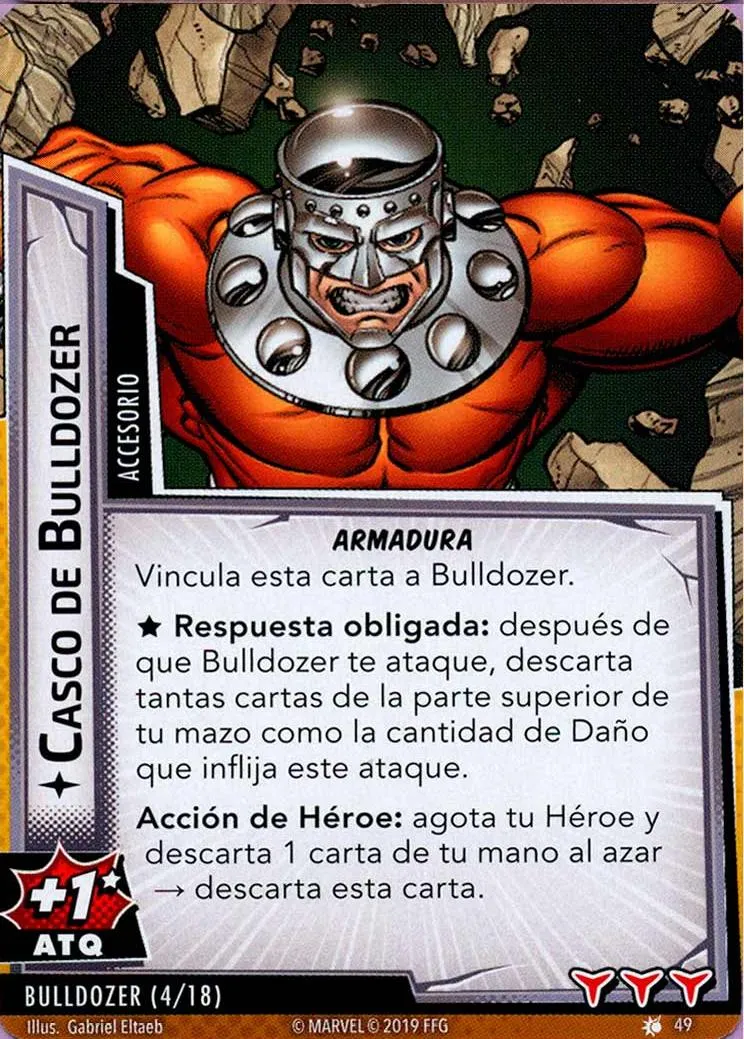 CASCO DE BULLDOZER
ACCESORIO
ARMADURA
Vincula esta carta a Bulldozer.
★ Respuesta obligada: después de
que Bulldozer te ataque, descarta
tantas cartas de la parte superior de
tu mazo como la cantidad de Daño
que inflija este ataque.
Acción de Héroe: agota tu Héroe y
descarta 1 carta de tu mano al azar
→ descarta esta carta.
+1★
ATQ
BULLDOZER (4/18)
Illus. Gabriel Eltaeb
© MARVEL © 2019 FFG
49